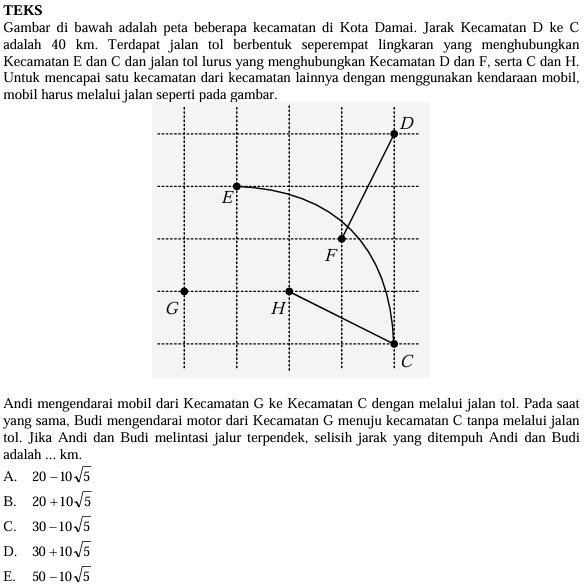 TEKS
Gambar di bawah adalah peta beberapa kecamatan di Kota Damai. Jarak Kecamatan D ke C
adalah 40 km. Terdapat jalan tol berbentuk seperempat lingkaran yang menghubungkan
Kecamatan E dan C dan jalan tol lurus yang menghubungkan Kecamatan D dan F, serta C dan H.
Untuk mencapai satu kecamatan dari kecamatan lainnya dengan menggunakan kendaraan mobil,
mobil harus melalui jalan seperti pada gambar.
D
E
F
G
H
C
Andi mengendarai mobil dari Kecamatan G ke Kecamatan C dengan melalui jalan tol. Pada saat
yang sama, Budi mengendarai motor dari Kecamatan G menuju kecamatan C tanpa melalui jalan
tol. Jika Andi dan Budi melintasi jalur terpendek, selisih jarak yang ditempuh Andi dan Budi
adalah ... km.
A. 20 − 10√5
B. 20 + 10√5
C. 30 − 10√5
D. 30 + 10√5
E. 50 − 10√5